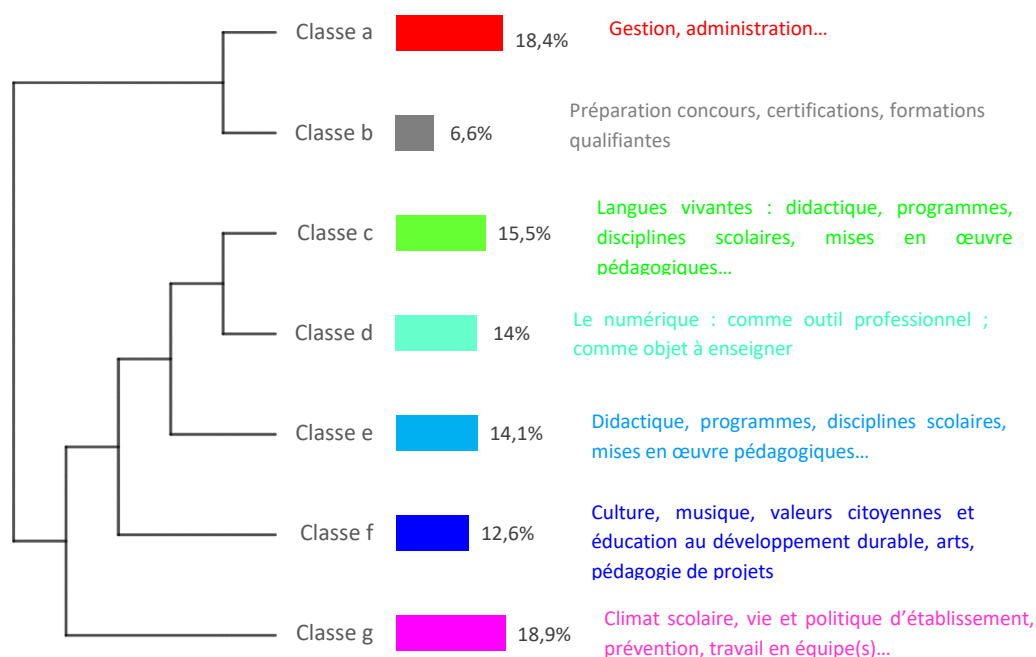 Classe a 18,4% Gestion, administration…
Classe b 6,6% Préparation concours, certifications, formations
qualifiantes
Classe c 15,5% Langues vivantes : didactique, programmes,
disciplines scolaires, mises en œuvre
pédagogiques…
Classe d 14% Le numérique : comme outil professionnel ;
comme objet à enseigner
Classe e 14,1% Didactique, programmes, disciplines scolaires,
mises en œuvre pédagogiques…
Classe f 12,6% Culture, musique, valeurs citoyennes et
éducation au développement durable, arts,
pédagogie de projets
Classe g 18,9% Climat scolaire, vie et politique d’établissement,
prévention, travail en équipe(s)…